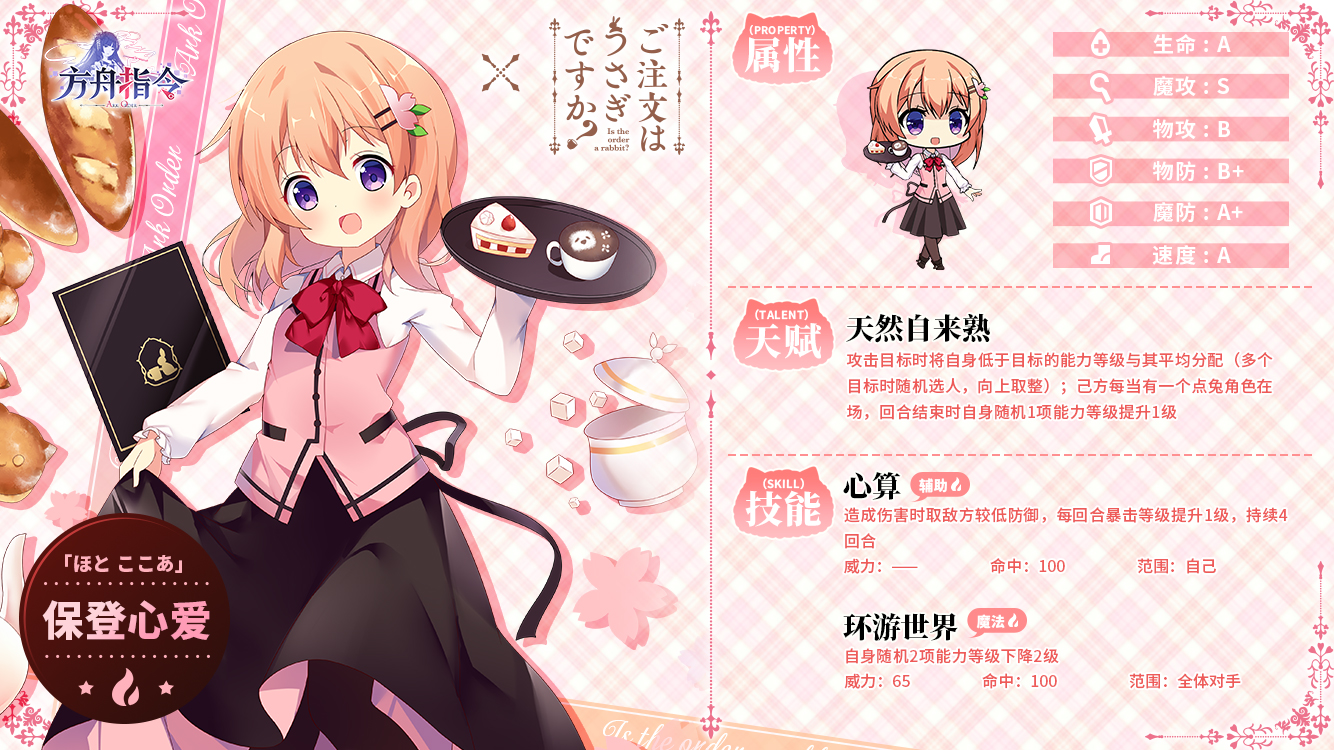 方舟指令
Ark Order
Ark Order
ご注文は
うさぎ
ですか?
Is the
order
a rabbit?
「ほと ここあ」
保登心爱
Is the order
(PROPERTY)
属性
生命：A
魔攻：S
物攻：B
物防：B+
魔防：A+
速度：A
(TALENT)
天赋
天然自来熟
攻击目标时将自身低于目标的能力等级与其平均分配（多个
目标时随机选人，向上取整）；己方每当有一个点兔角色在
场，回合结束时自身随机1项能力等级提升1级
(SKILL)
技能
心算 辅助
造成伤害时取敌方较低防御，每回合暴击等级提升1级，持续4
回合
威力：—— 命中：100 范围：自己
环游世界 魔法
自身随机2项能力等级下降2级
威力：65 命中：100 范围：全体对手